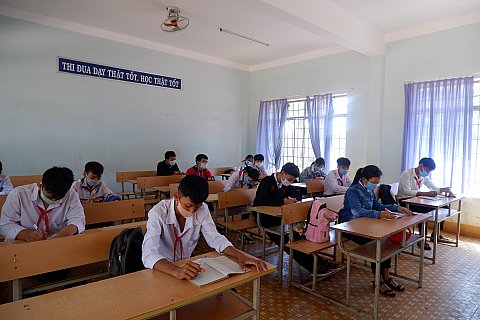 THI ĐUA DẠY THẬT TỐT, HỌC THẬT TỐT